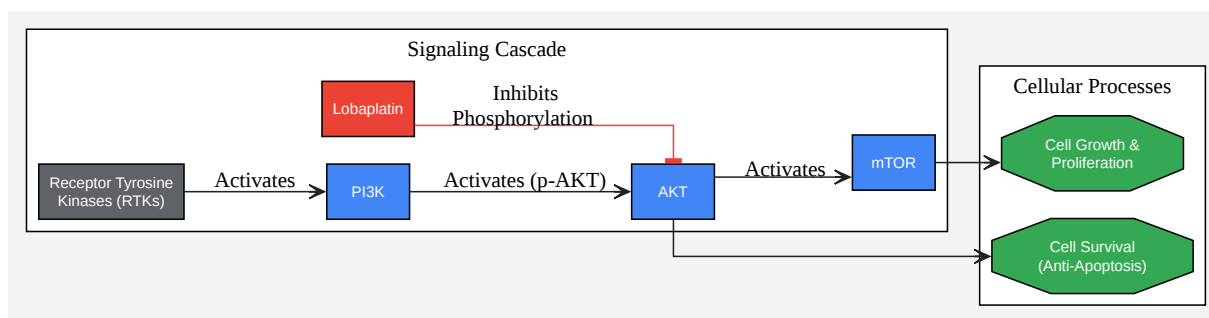 Signaling Cascade
Cellular Processes
Lobaplatin
Inhibits
Phosphorylation
Receptor Tyrosine
Kinases (RTKs)
Activates
PI3K
Activates (p-AKT)
AKT
Activates
mTOR
Cell Growth &
Proliferation
Cell Survival
(Anti-Apoptosis)